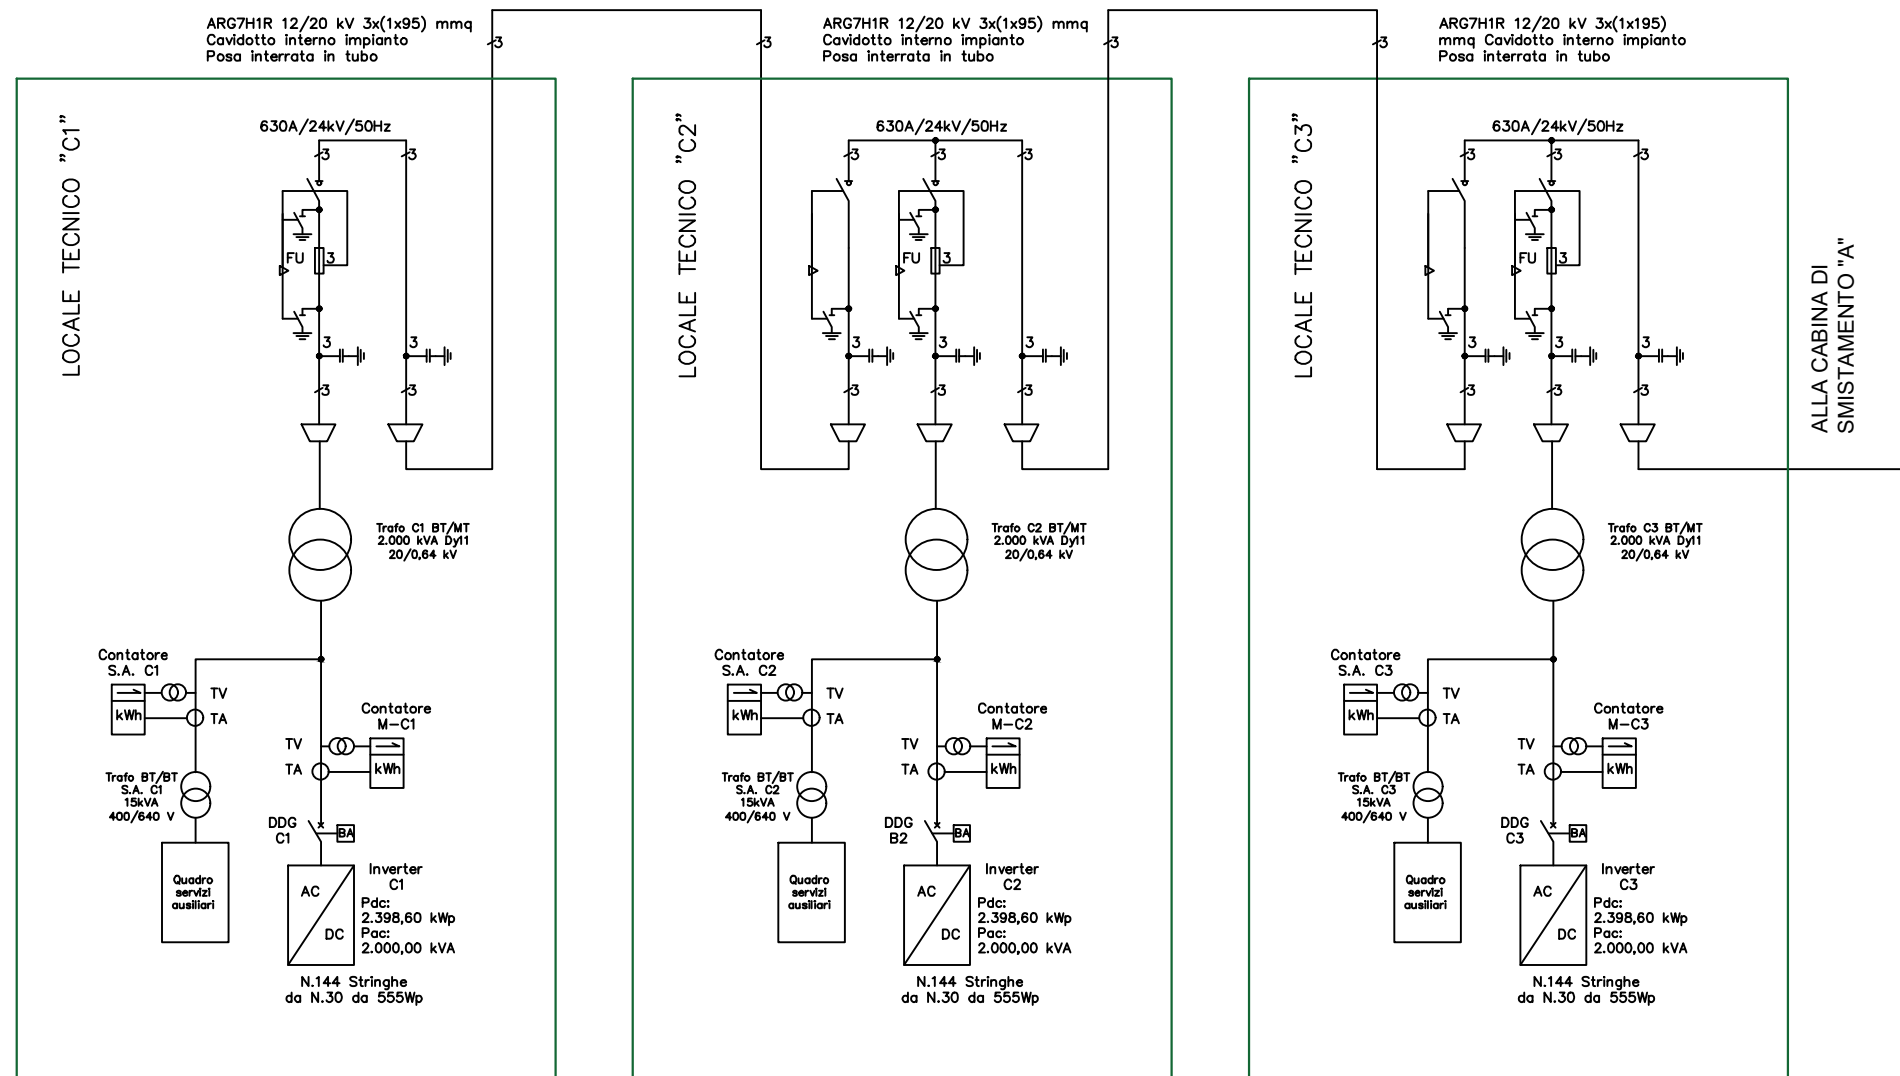 ARG7H1R 12/20 kV 3x(1x95) mmq
Cavidotto interno impianto
Posa interrata in tubo
3
3
LOCALE TECNICO "C1"
630A/24kV/50Hz
3
3
FU
3
3
3
3
3
Trafo C1 BT/MT
2.000 kVA Dy11
20/0,64 kV
Contatore
S.A. C1
TV
kWh
TA
Contatore
M-C1
TV
TA
kWh
Trafo BT/BT
S.A. C1
15kVA
400/640 V
DDG
C1
BA
Quadro
servizi
ausiliari
AC
DC
Inverter
C1
Pdc:
2.398,60 kWp
Pac:
2.000,00 kVA
N.144 Stringhe
da N.30 da 555Wp
ARG7H1R 12/20 kV 3x(1x95) mmq
Cavidotto interno impianto
Posa interrata in tubo
3
3
LOCALE TECNICO "C2"
630A/24kV/50Hz
3
3
3
FU
3
3
3
3
3
3
3
Trafo C2 BT/MT
2.000 kVA Dy11
20/0,64 kV
Contatore
S.A. C2
TV
kWh
TA
Contatore
M-C2
TV
TA
kWh
Trafo BT/BT
S.A. C2
15kVA
400/640 V
DDG
B2
BA
Quadro
servizi
ausiliari
AC
DC
Inverter
C2
Pdc:
2.398,60 kWp
Pac:
2.000,00 kVA
N.144 Stringhe
da N.30 da 555Wp
ARG7H1R 12/20 kV 3x(1x195)
mmq Cavidotto interno impianto
Posa interrata in tubo
LOCALE TECNICO "C3"
630A/24kV/50Hz
3
3
3
FU
3
3
3
3
3
3
3
Trafo C3 BT/MT
2.000 kVA Dy11
20/0,64 kV
Contatore
S.A. C3
TV
kWh
TA
Contatore
M-C3
TV
TA
kWh
Trafo BT/BT
S.A. C3
15kVA
400/640 V
DDG
C3
BA
Quadro
servizi
ausiliari
AC
DC
Inverter
C3
Pdc:
2.398,60 kWp
Pac:
2.000,00 kVA
N.144 Stringhe
da N.30 da 555Wp
ALLA CABINA DI
SMISTAMENTO "A"